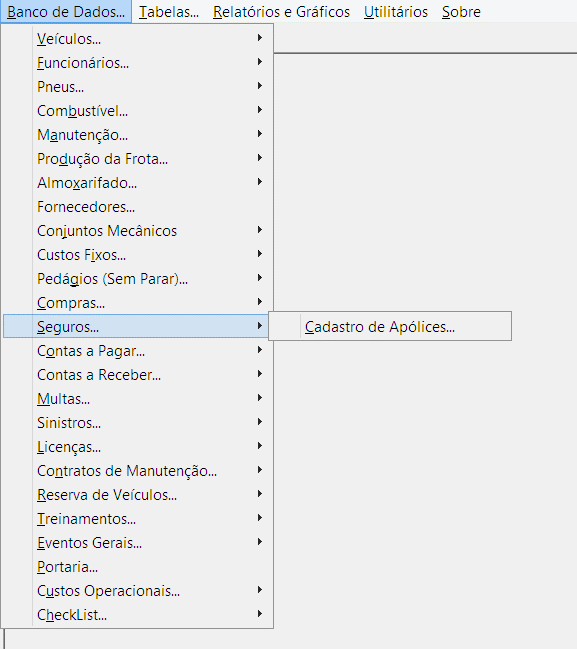 Banco de Dados... Tabelas... Relatórios e Gráficos Utilitários Sobre
Veículos...
Funcionários...
Pneus...
Combustível...
Manutenção...
Produção da Frota...
Almoxarifado...
Fornecedores...
Conjuntos Mecânicos
Custos Fixos...
Pedágios (Sem Parar)...
Compras...
Seguros...
Cadastro de Apólices...
Contas a Pagar...
Contas a Receber...
Multas...
Sinistros...
Licenças...
Contratos de Manutenção...
Reserva de Veículos...
Treinamentos...
Eventos Gerais...
Portaria...
Custos Operacionais...
CheckList...